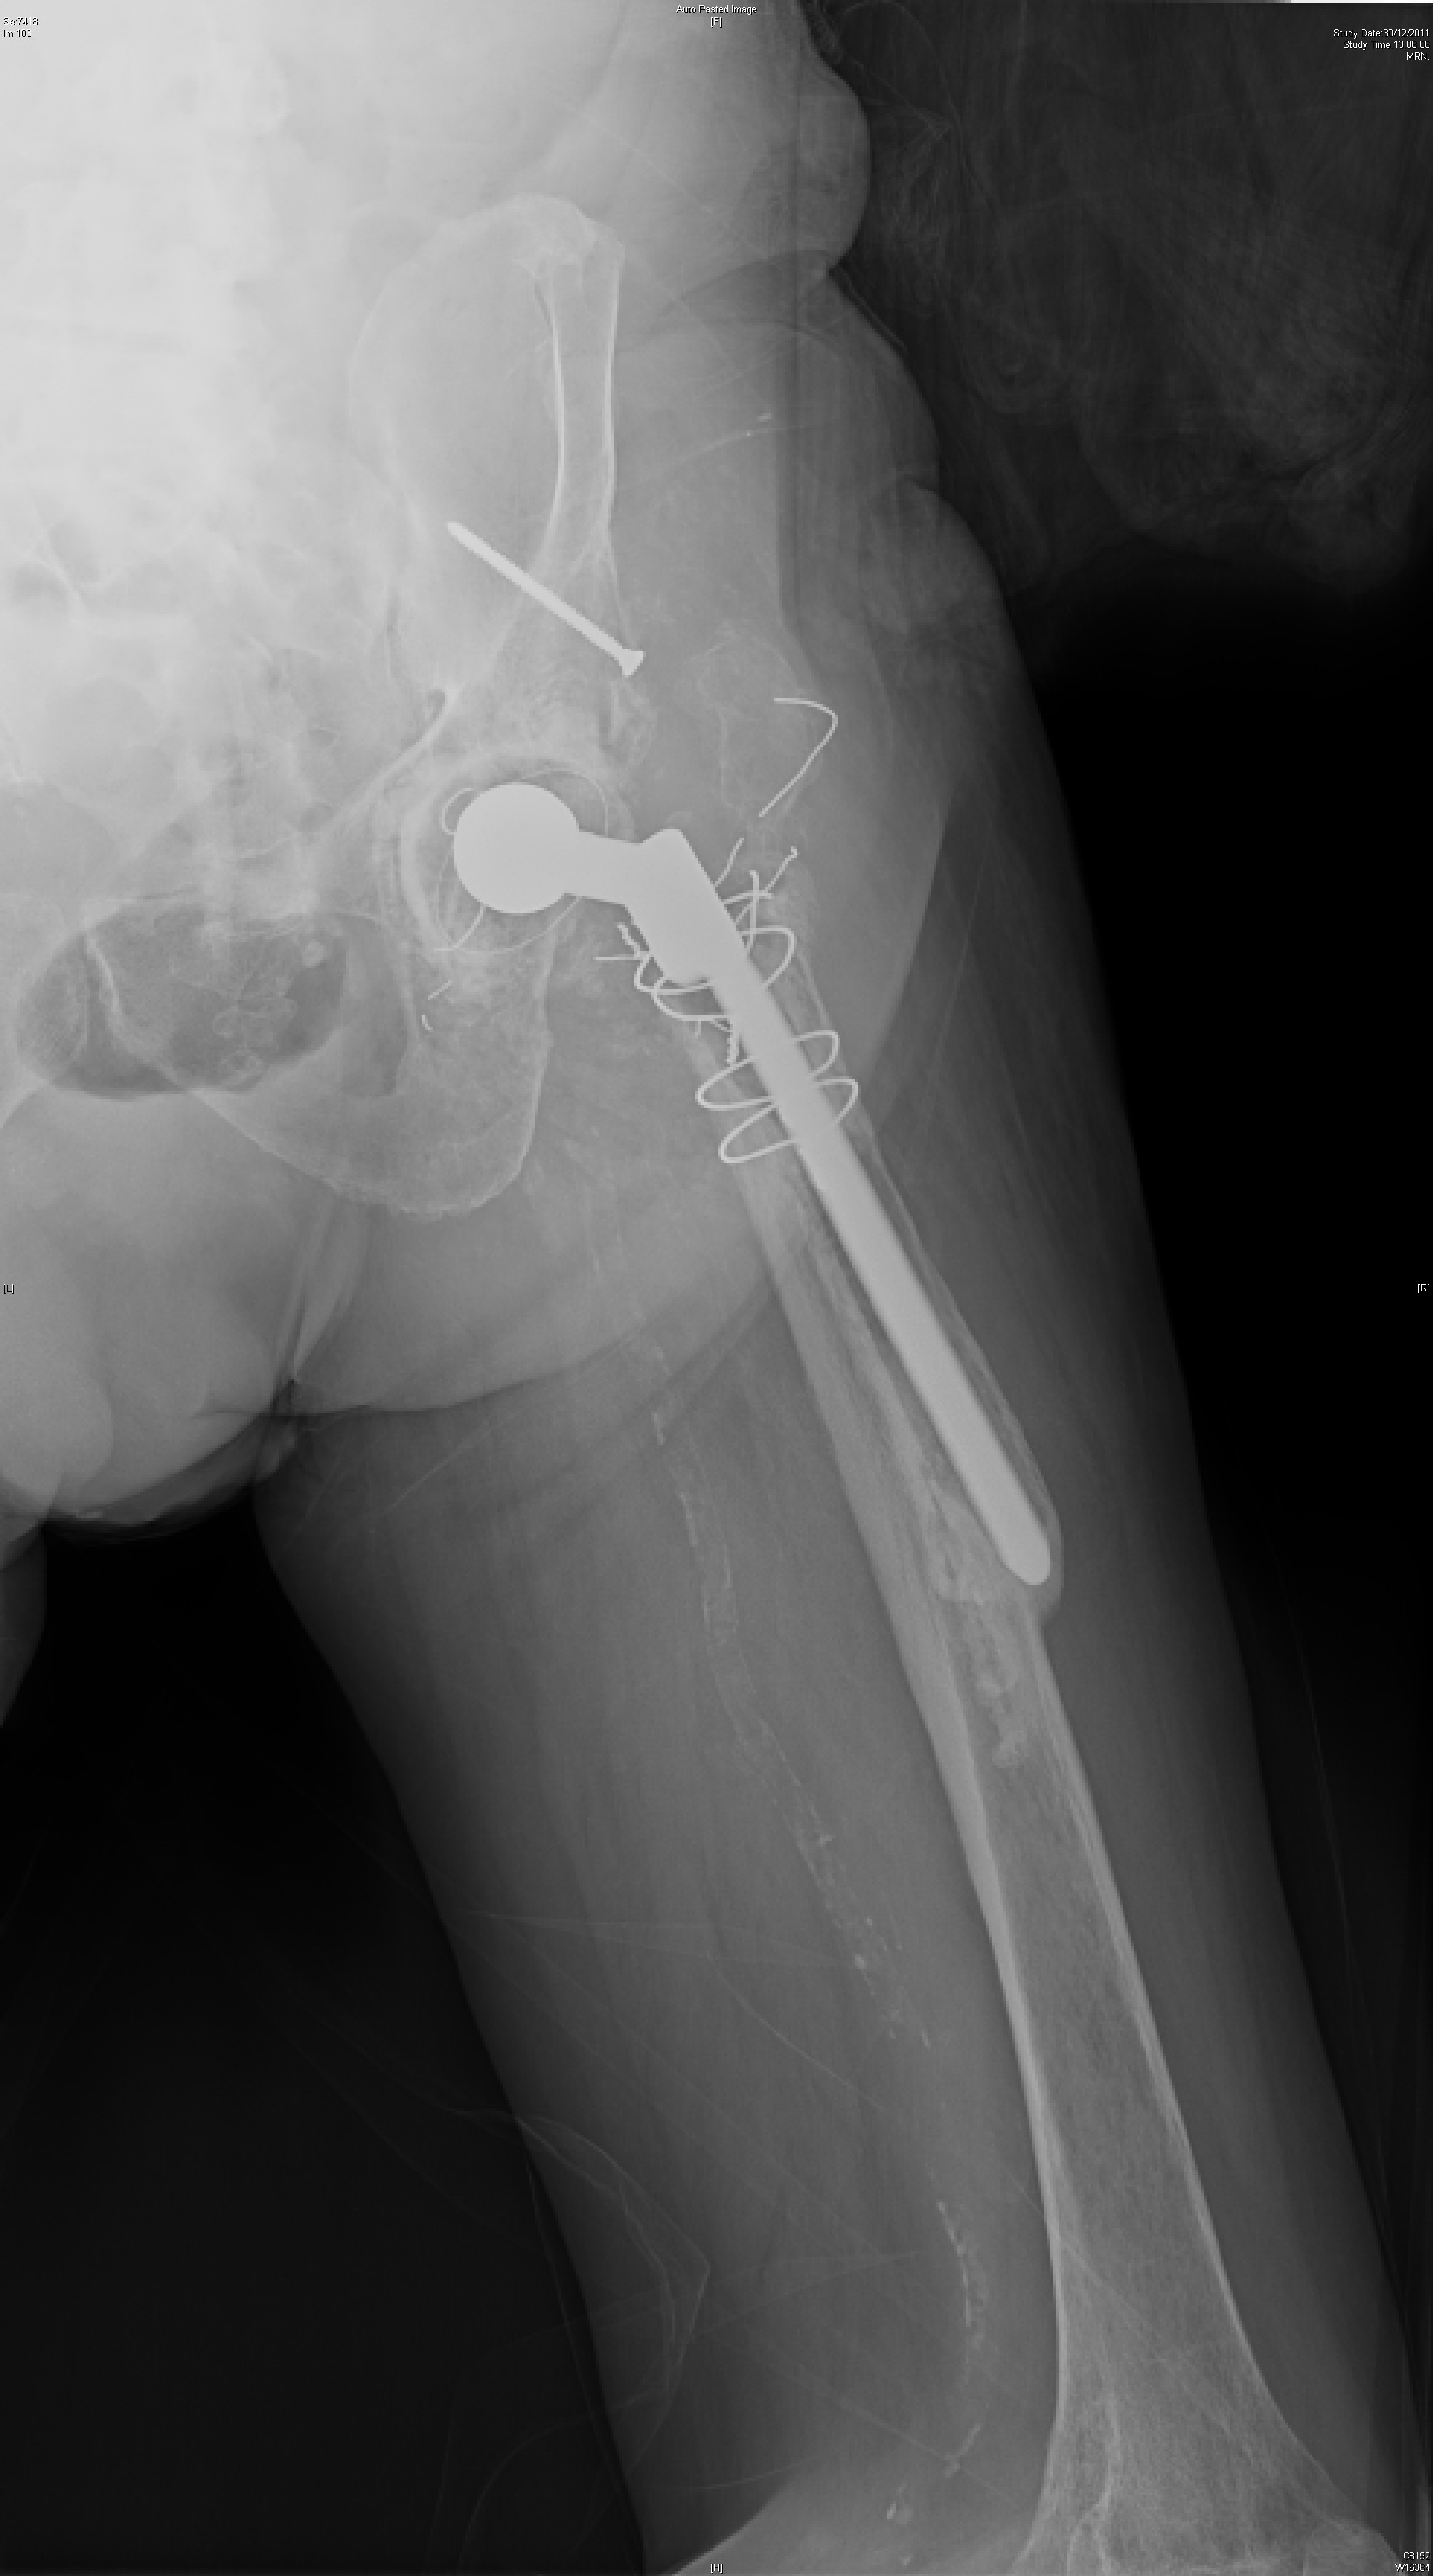 Auto Pasted Image
[F]
Se:7418
Im:103
Study Date:30/12/2011
Study Time:13:08:06
MRN:
[L]
[R]
[H]
C8192
W16384